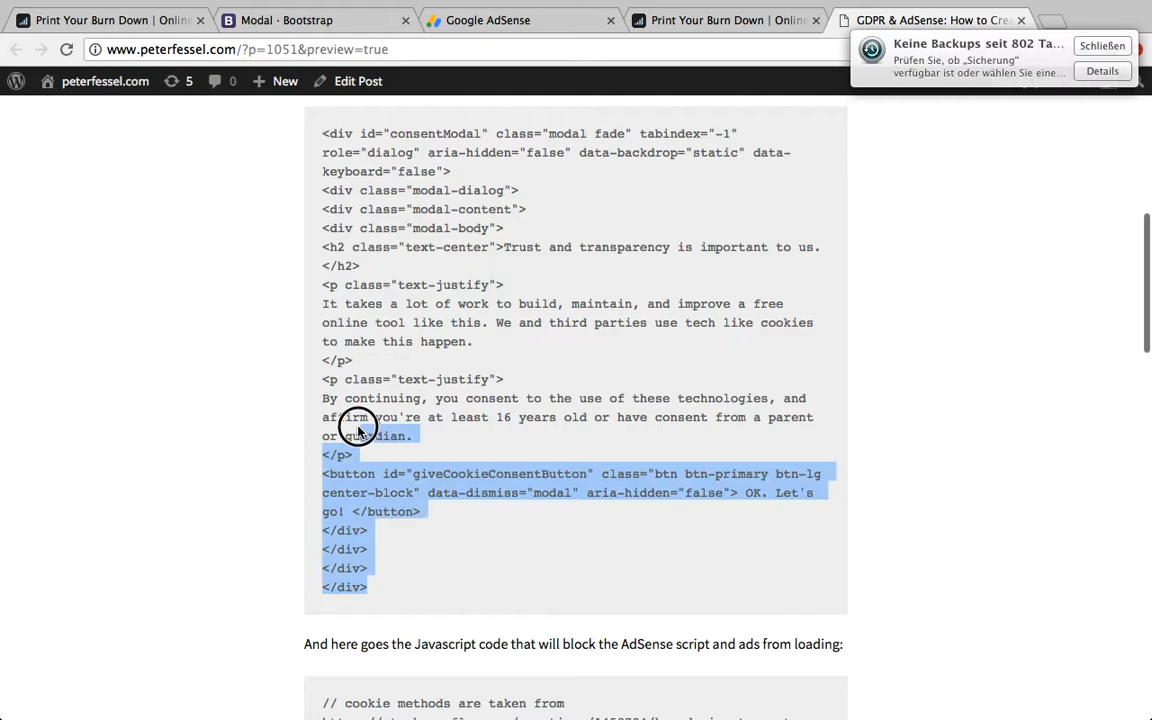 Print Your Burn Down | Online
Modal · Bootstrap
Google AdSense
Print Your Burn Down | Online
GDPR & AdSense: How to Cre
www.peterfessel.com/?p=1051&preview=true
Keine Backups seit 802 Ta...
Prüfen Sie, ob „Sicherung"
verfügbar ist oder wählen Sie eine...
Schließen
Details
peterfessel.com
5
0
New
Edit Post
<div id="consentModal" class="modal fade" tabindex="-1"
role="dialog" aria-hidden="false" data-backdrop="static" data-
keyboard="false">
<div class="modal-dialog">
<div class="modal-content">
<div class="modal-body">
<h2 class="text-center">Trust and transparency is important to us.
</h2>
<p class="text-justify">
It takes a lot of work to build, maintain, and improve a free
online tool like this. We and third parties use tech like cookies
to make this happen.
</p>
<p class="text-justify">
By continuing, you consent to the use of these technologies, and
affirm you're at least 16 years old or have consent from a parent
or guardian.
</p>
<button id="giveCookieConsentButton" class="btn btn-primary btn-lg
center-block" data-dismiss="modal" aria-hidden="false"> OK. Let's
go! </button>
</div>
</div>
</div>
</div>
And here goes the Javascript code that will block the AdSense script and ads from loading:
// cookie methods are taken from